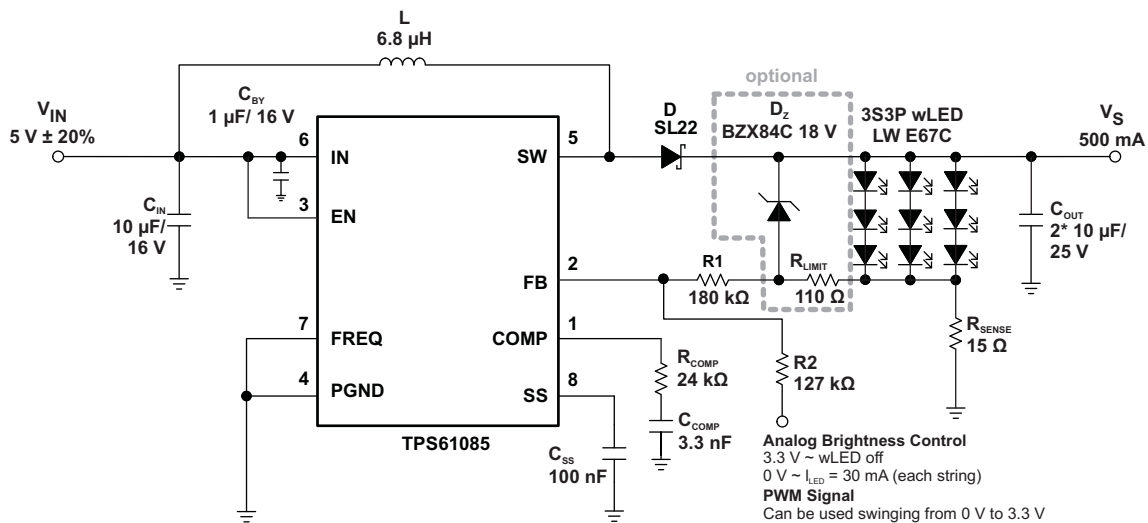 L
6.8 µH
optional
V_IN
5 V ± 20%
C_BY
1 µF/ 16 V
D
SL22
D_Z
BZX84C 18 V
3S3P wLED
LW E67C
V_S
500 mA
6
IN
5
SW
3
EN
C_IN
10 µF/
16 V
C_OUT
2* 10 µF/
25 V
2
FB
R1
180 kΩ
R_LIMIT
110 Ω
7
FREQ
1
COMP
R_SENSE
15 Ω
4
PGND
8
SS
R_COMP
24 kΩ
R2
127 kΩ
C_COMP
3.3 nF
TPS61085
C_SS
100 nF
Analog Brightness Control
3.3 V ~ wLED off
0 V ~ I_LED = 30 mA (each string)
PWM Signal
Can be used swinging from 0 V to 3.3 V